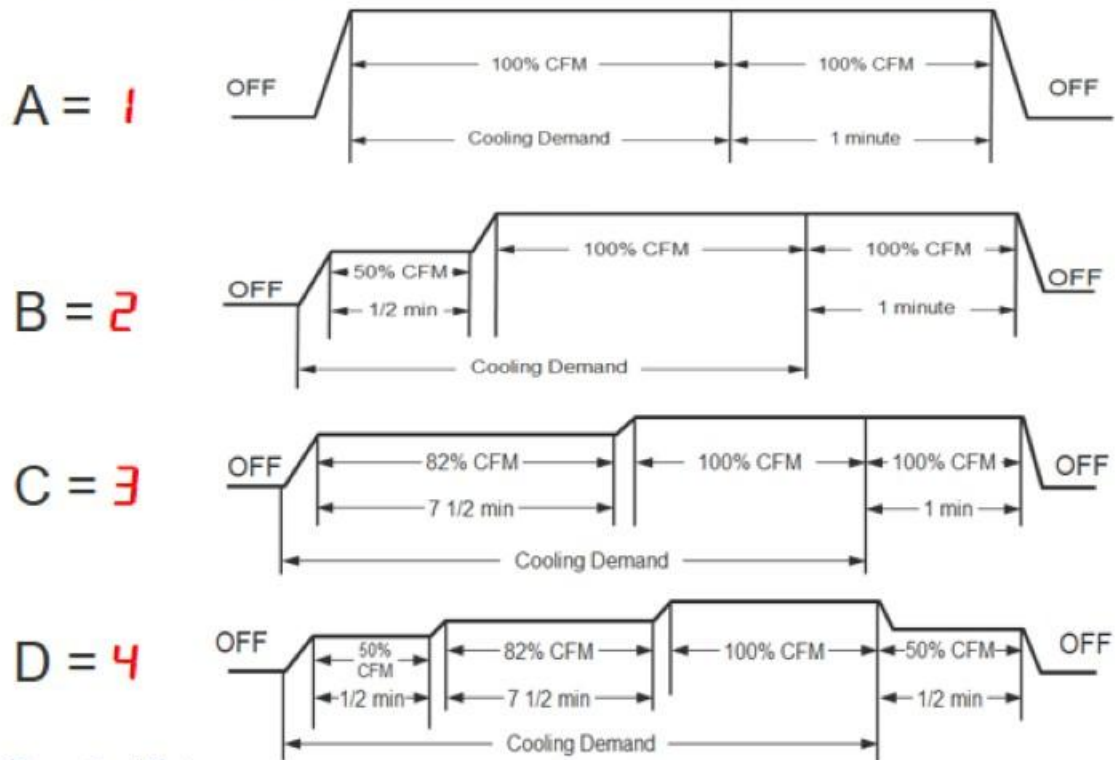 100% CFM 100% CFM
OFF OFF
A = 1
Cooling Demand 1 minute
100% CFM 100% CFM
50% CFM
OFF OFF
B = 2
1/2 min 1 minute
Cooling Demand
OFF 82% CFM 100% CFM 100% CFM OFF
C = 3
7 1/2 min 1 min
Cooling Demand
OFF 50% CFM 82% CFM 100% CFM 50% CFM OFF
D = 4
1/2 min 7 1/2 min 1/2 min
Cooling Demand